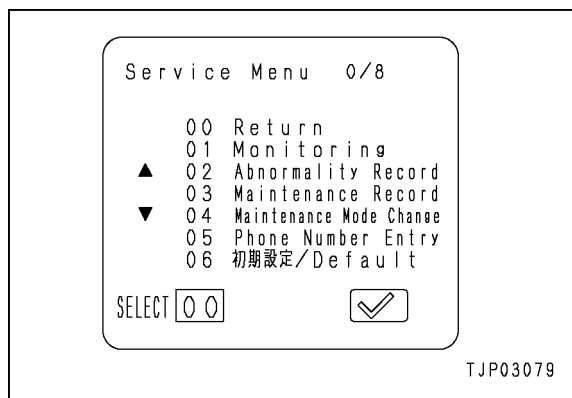 Service Menu 0/8
00 Return
01 Monitoring
▲ 02 Abnormality Record
03 Maintenance Record
▼ 04 Maintenance Mode Change
05 Phone Number Entry
06 初期設定/Default
SELECT 00
TJP03079